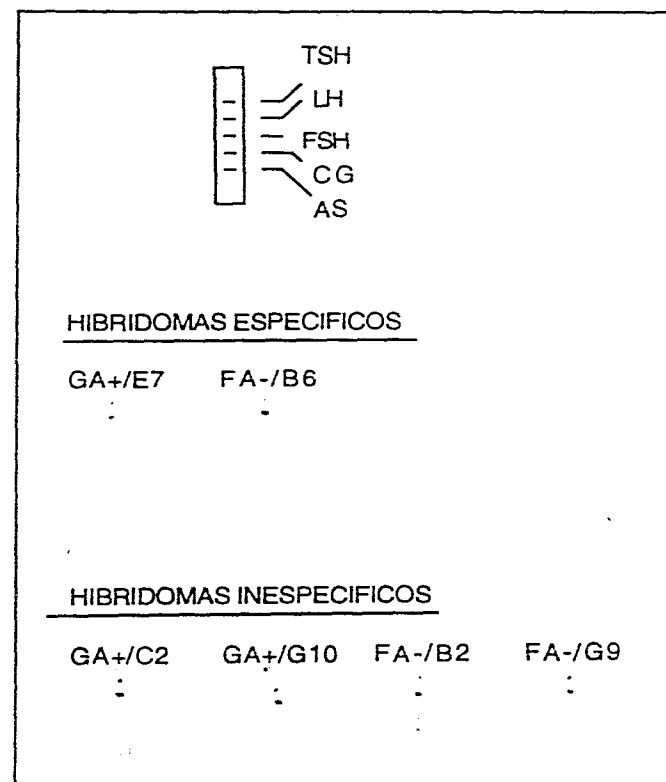 TSH
LH
FSH
CG
AS
HIBRIDOMAS ESPECIFICOS
GA+/E7 FA-/B6
HIBRIDOMAS INESPECIFICOS
GA+/C2 GA+/G10 FA-/B2 FA-/G9